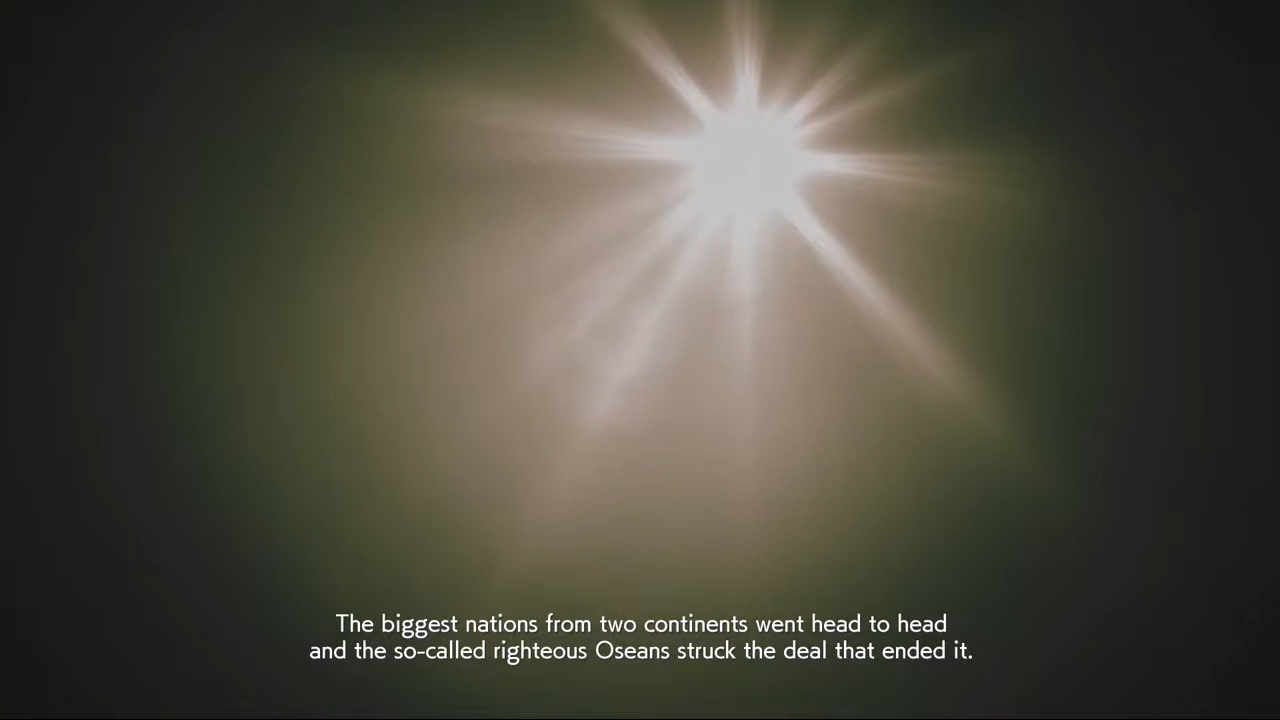 The biggest nations from two continents went head to head
and the so-called righteous Oseans struck the deal that ended it.